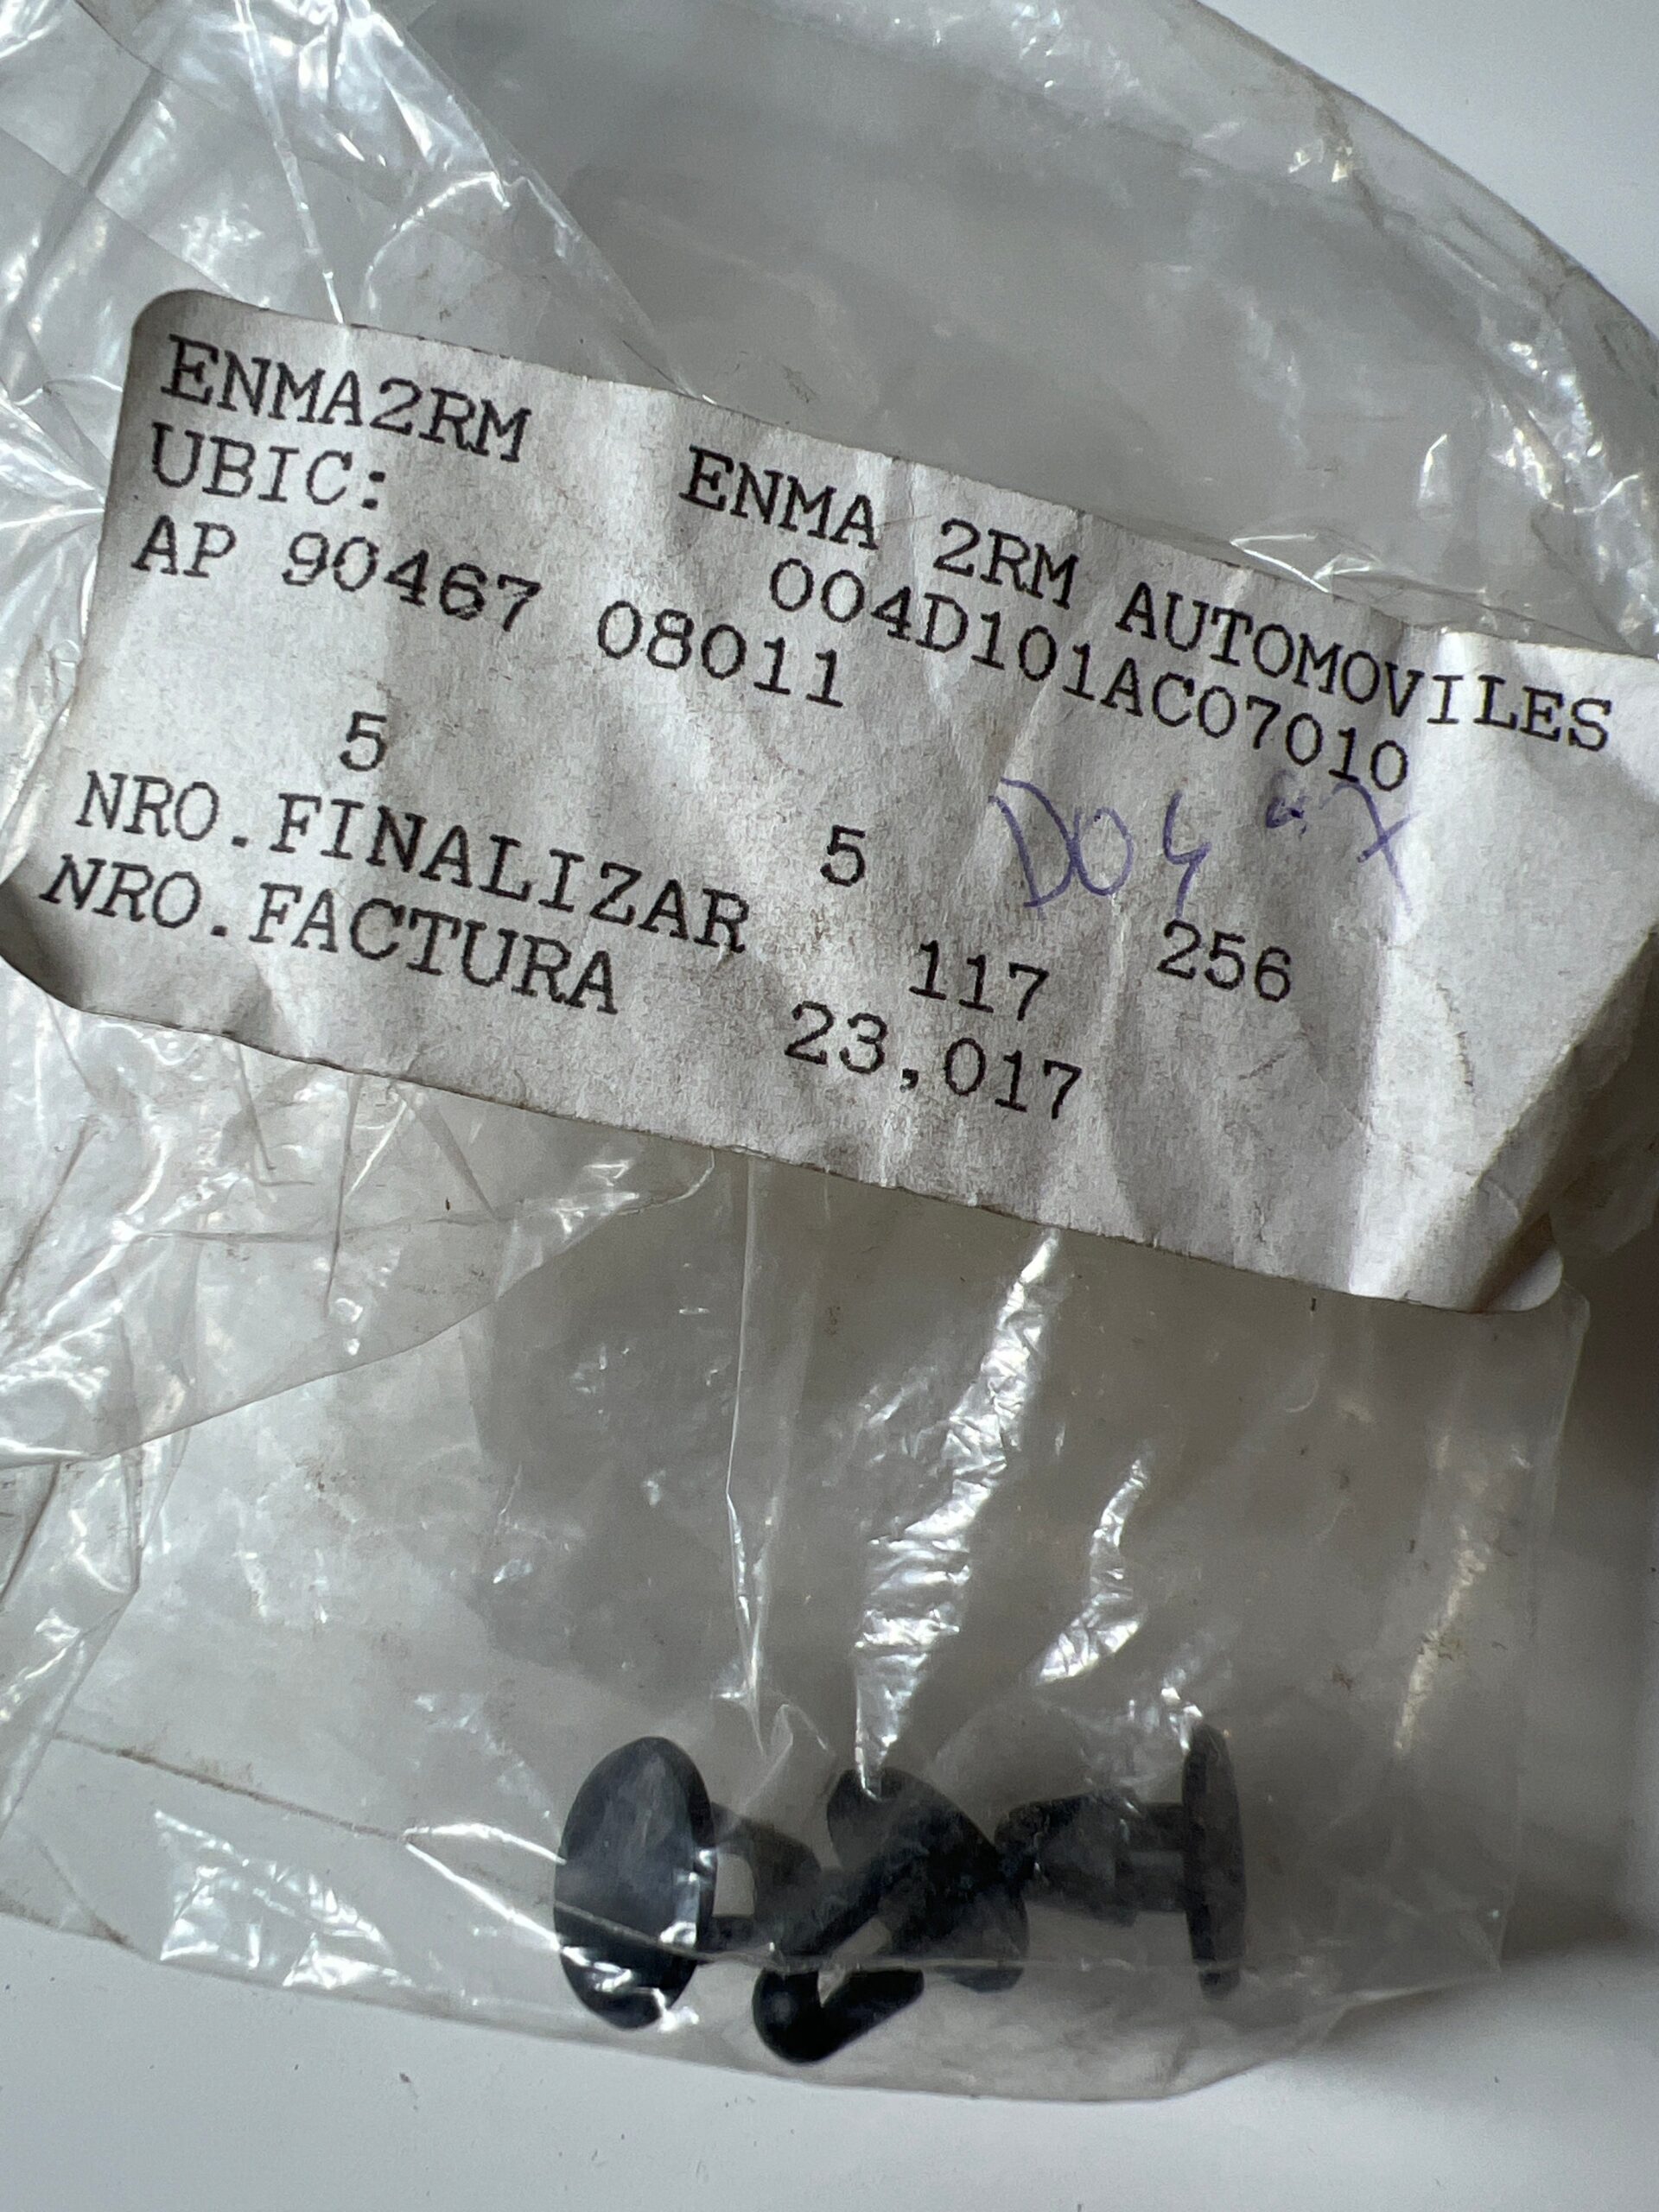 ENMA2RM ENMA 2RM AUTOMOVILES
UBIC: 004D101AC07010
AP 90467 08011
5 5 256
NRO.FINALIZAR 117
NRO.FACTURA 23,017
D04